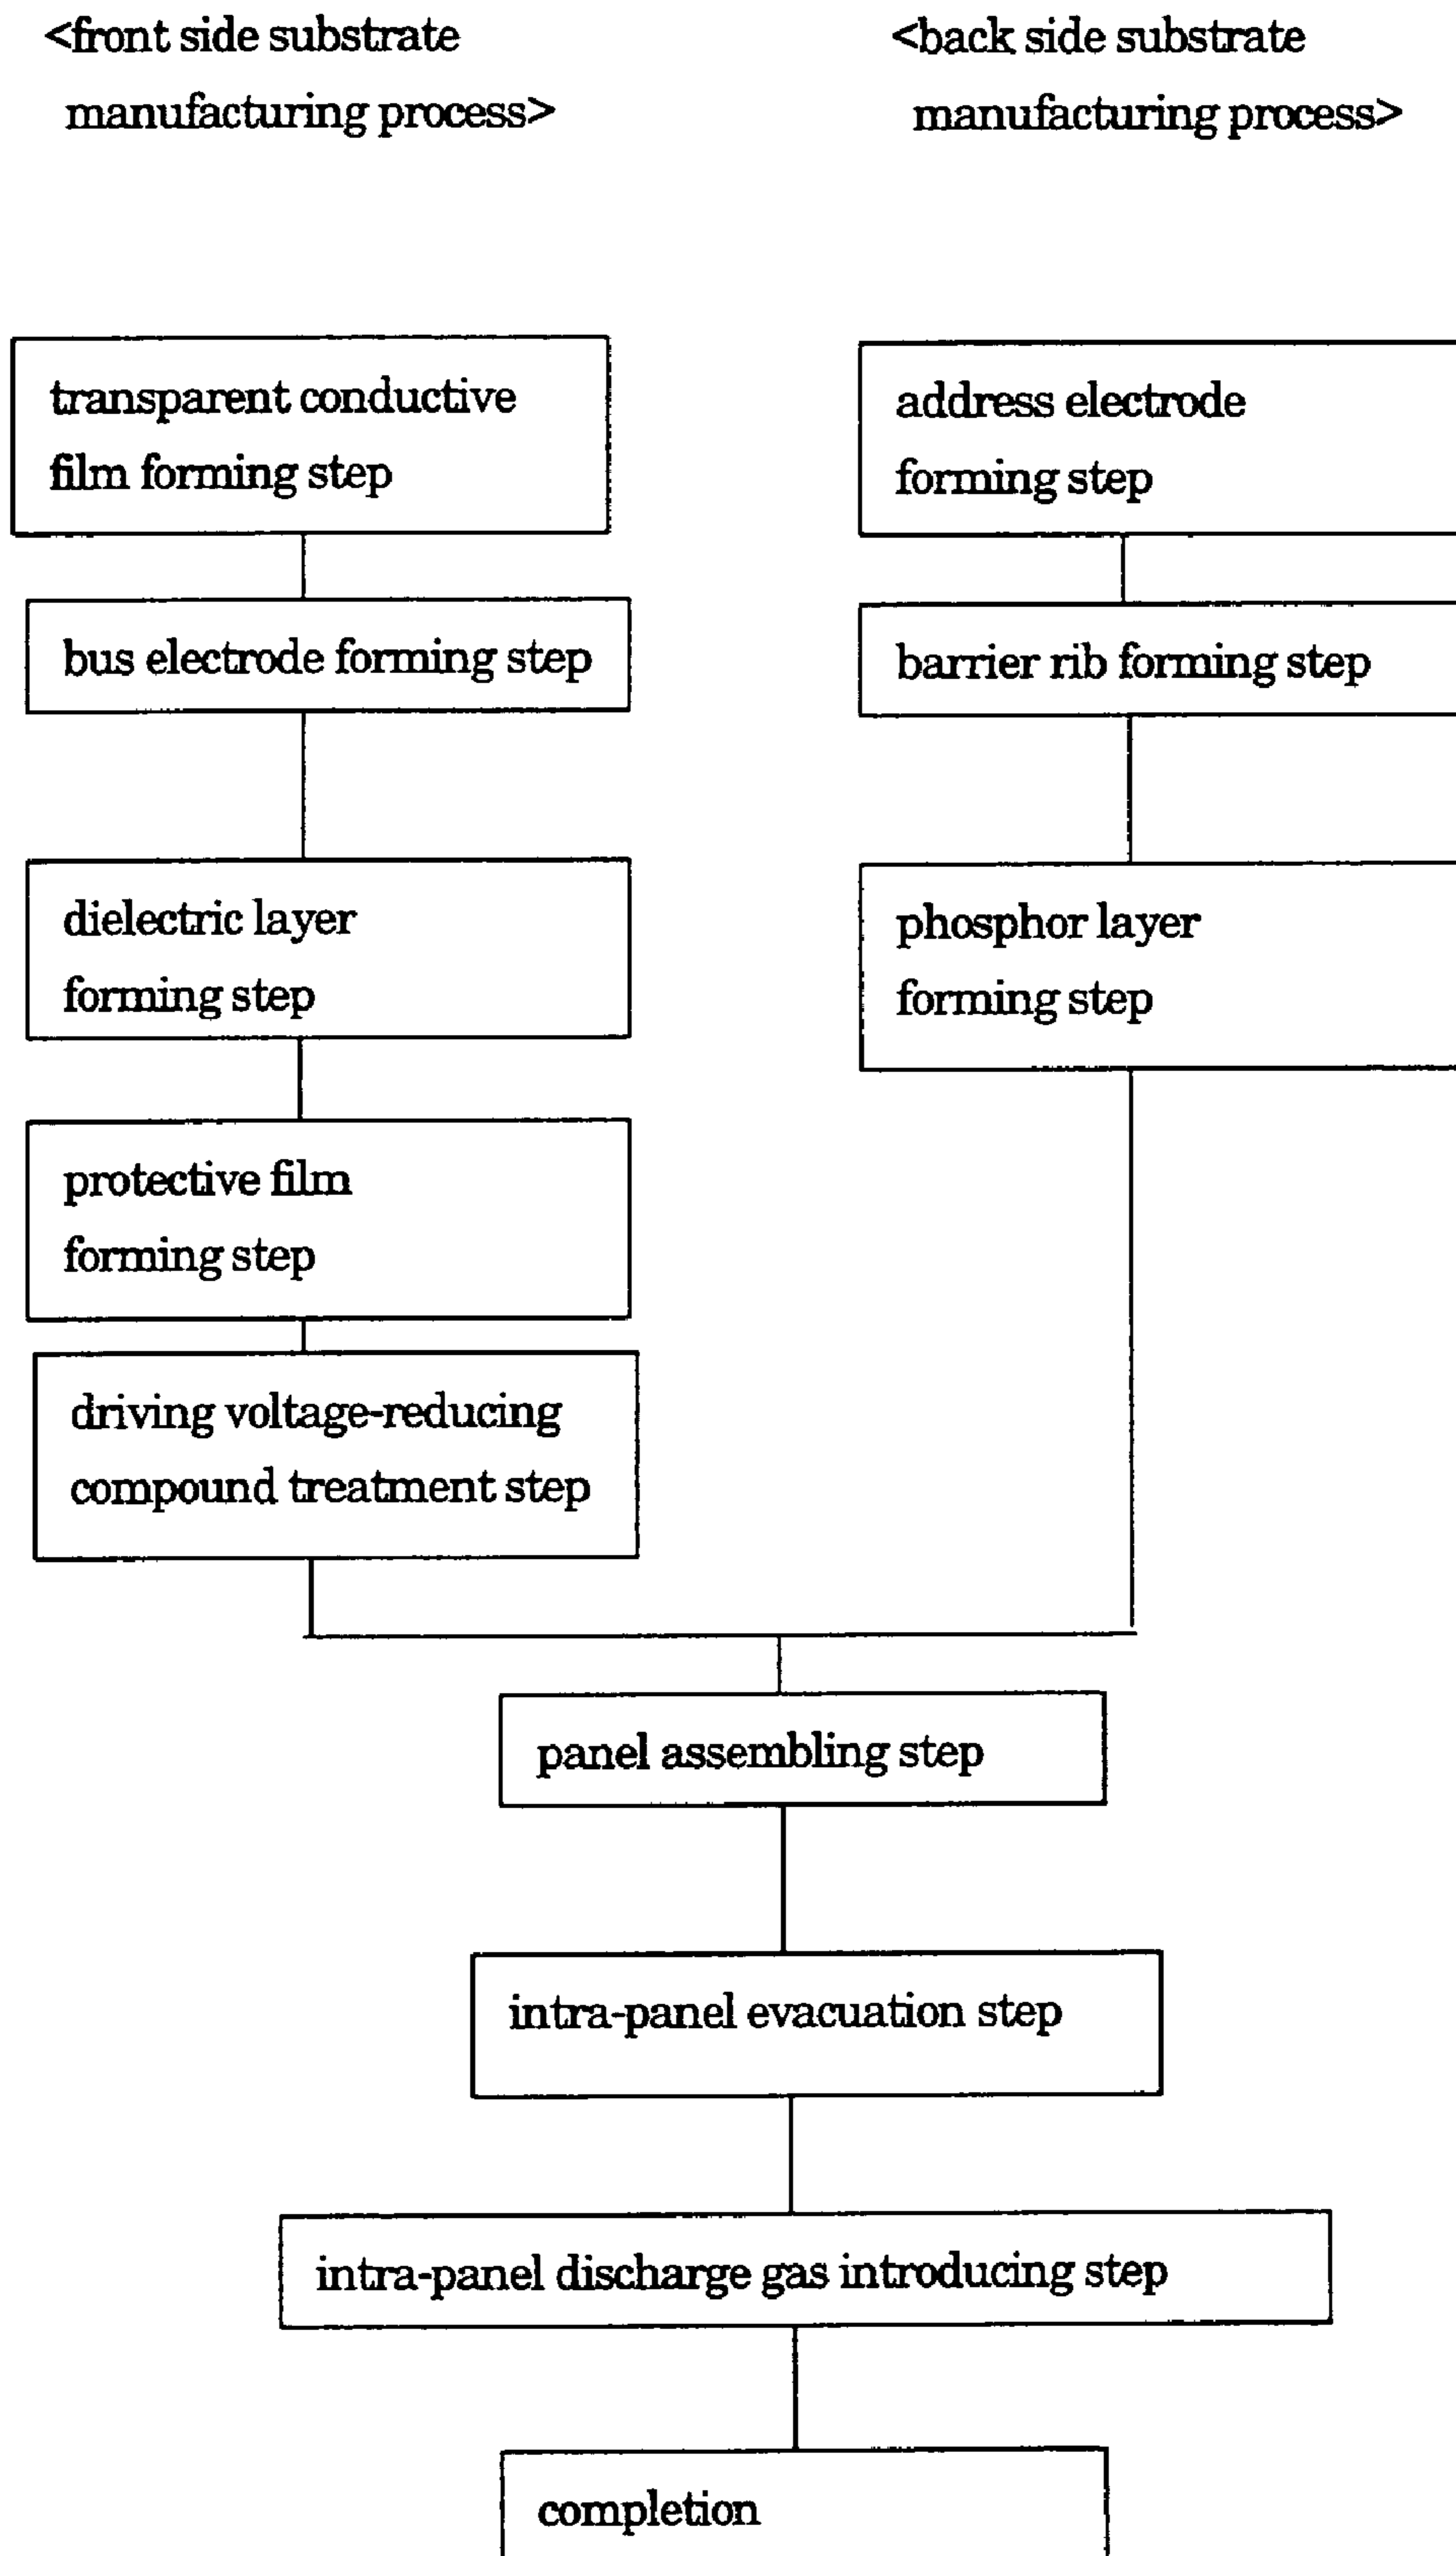 <front side substrate
manufacturing process>
<back side substrate
manufacturing process>
transparent conductive
film forming step
address electrode
forming step
bus electrode forming step
barrier rib forming step
dielectric layer
forming step
phosphor layer
forming step
protective film
forming step
driving voltage-reducing
compound treatment step
panel assembling step
intra-panel evacuation step
intra-panel discharge gas introducing step
completion